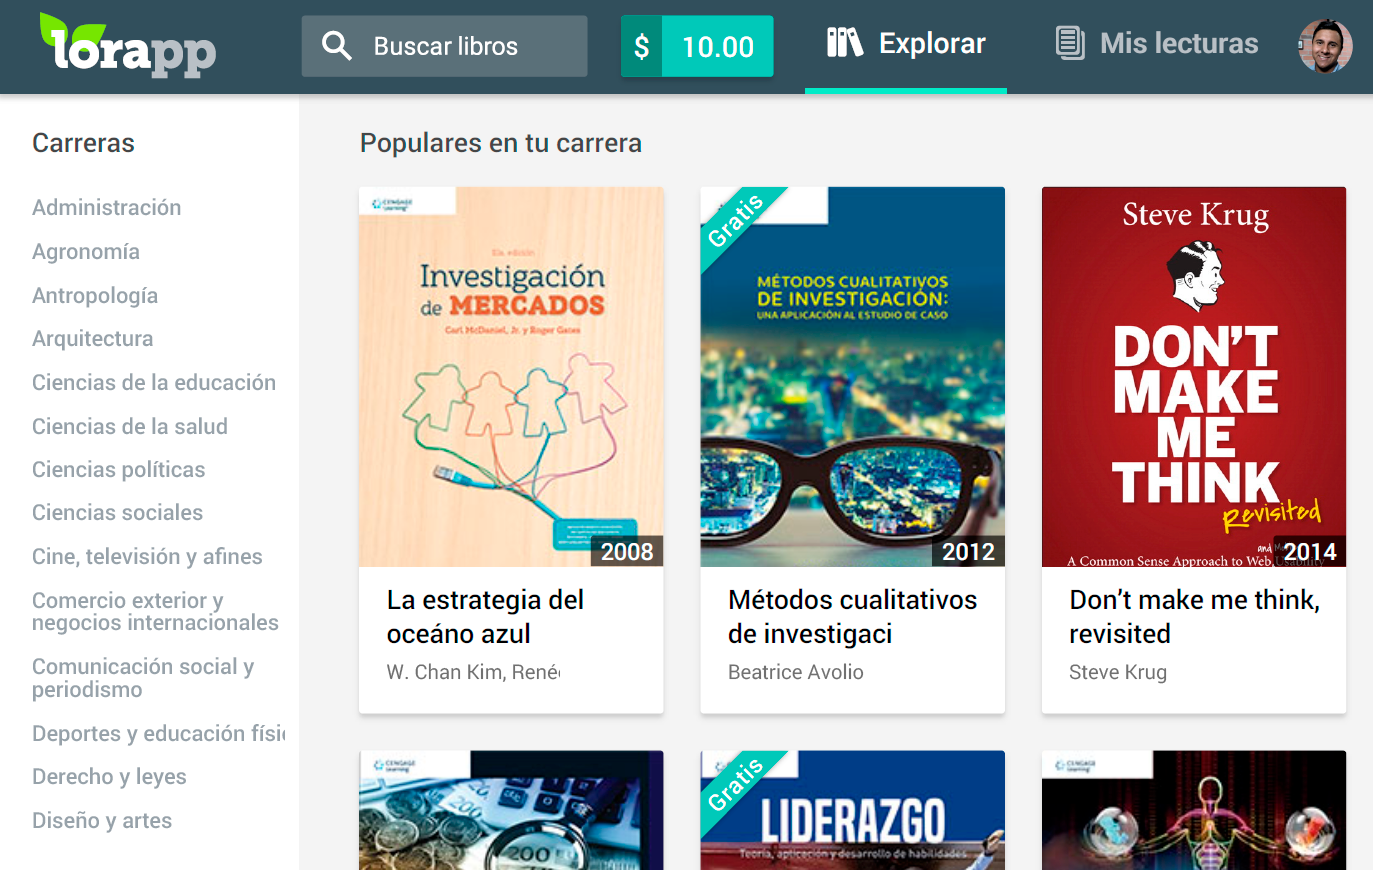 lorapp
Buscar libros
$ 10.00
Explorar
Mis lecturas
Carreras
Administración
Agronomía
Antropología
Arquitectura
Ciencias de la educación
Ciencias de la salud
Ciencias políticas
Ciencias sociales
Cine, televisión y afines
Comercio exterior y
negocios internacionales
Comunicación social y
periodismo
Deportes y educación físi
Derecho y leyes
Diseño y artes
Populares en tu carrera
CENGAGE
Learning
Investigación
de MERCADOS
Carl McDaniel, Jr. y Roger Gates
2008
La estrategia del
oceáno azul
W. Chan Kim, René
Gratis
MÉTODOS CUALITATIVOS
DE INVESTIGACIÓN:
UNA APLICACIÓN AL ESTUDIO DE CASO
2012
Métodos cualitativos
de investigaci
Beatrice Avolio
Steve Krug
DON'T
MAKE
ME
THINK
Revisited
and
A Common Sense Approach to Web Usability
2014
Don't make me think,
revisited
Steve Krug
CENGAGE
Learning
200
200
Gratis
LIDERAZGO
Teoría, aplicación y desarrollo de habilidades
CENGAGE
Learning